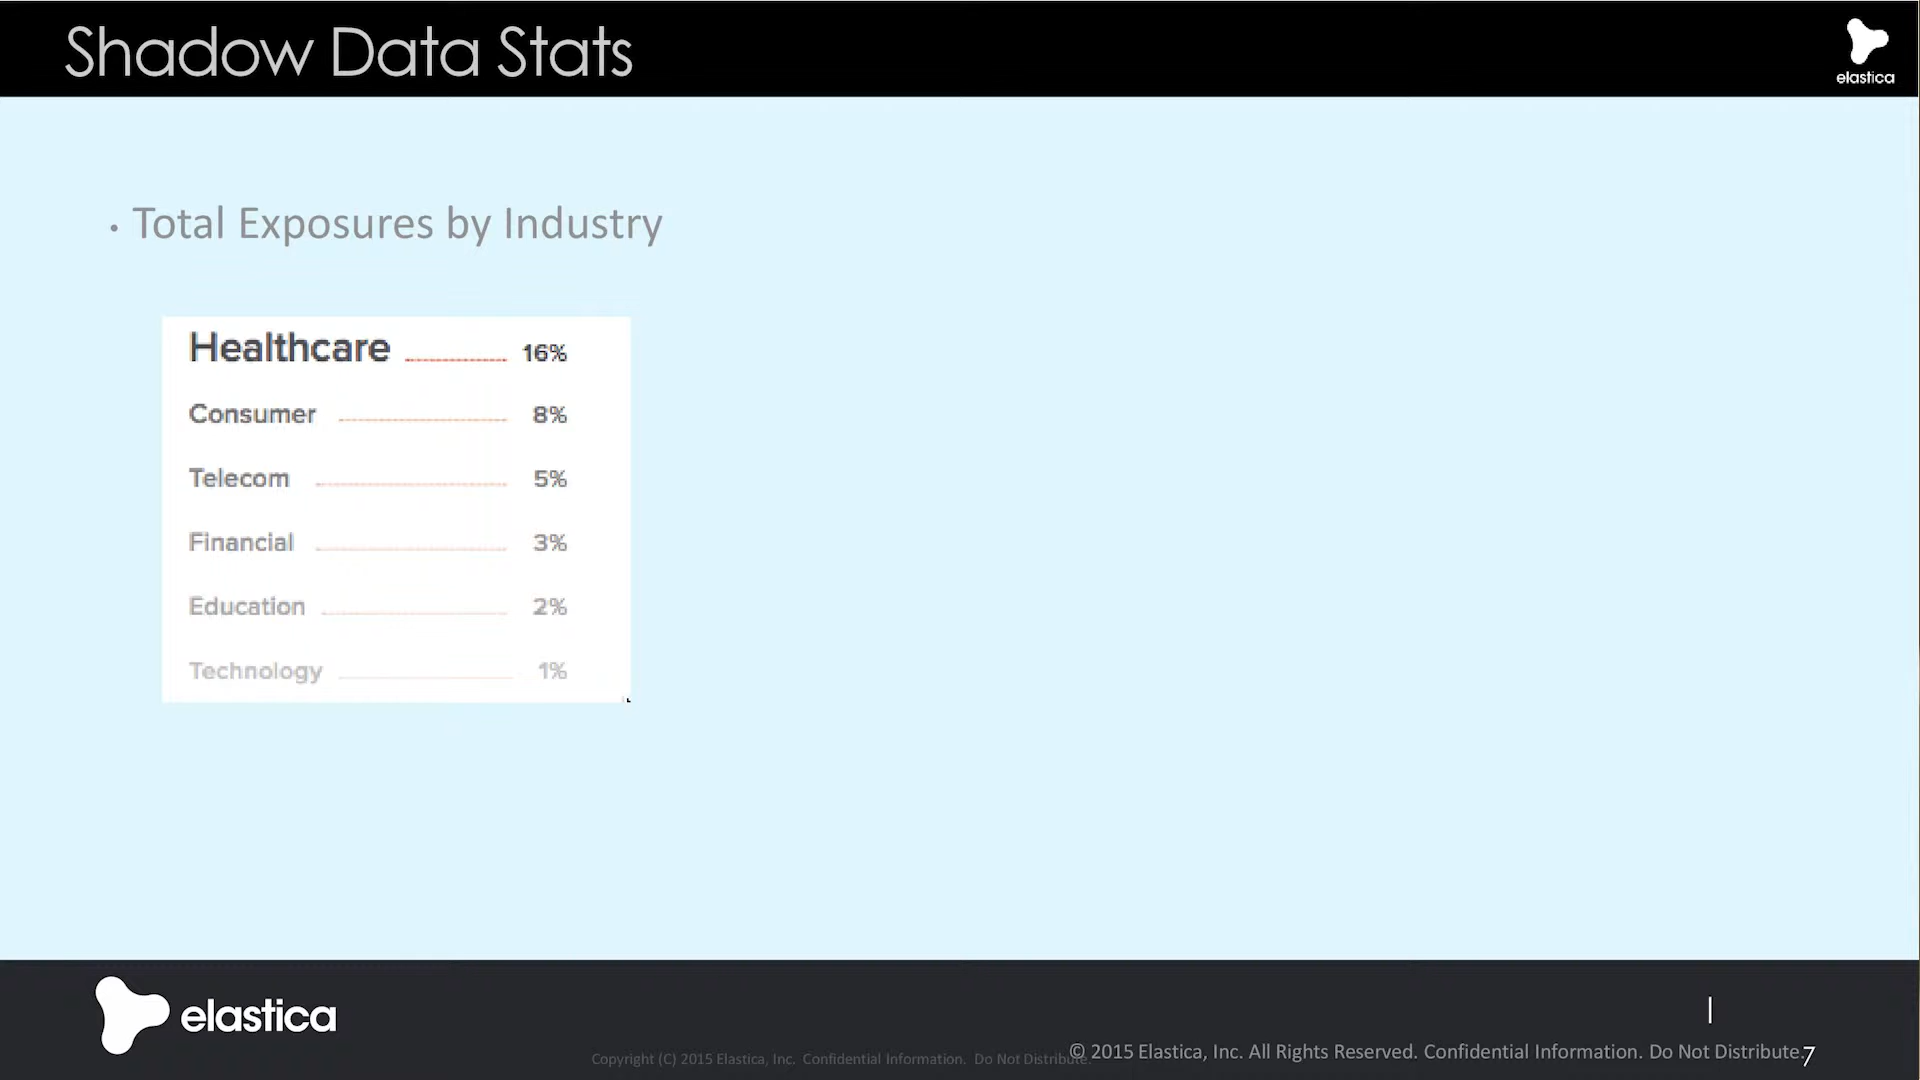 Shadow Data Stats
elastica
• Total Exposures by Industry
Healthcare 16%
Consumer 8%
Telecom 5%
Financial 3%
Education 2%
Technology 1%
elastica
|
Copyright (C) 2015 Elastica, Inc. Confidential Information. Do Not Distribute.
© 2015 Elastica, Inc. All Rights Reserved. Confidential Information. Do Not Distribute.
7